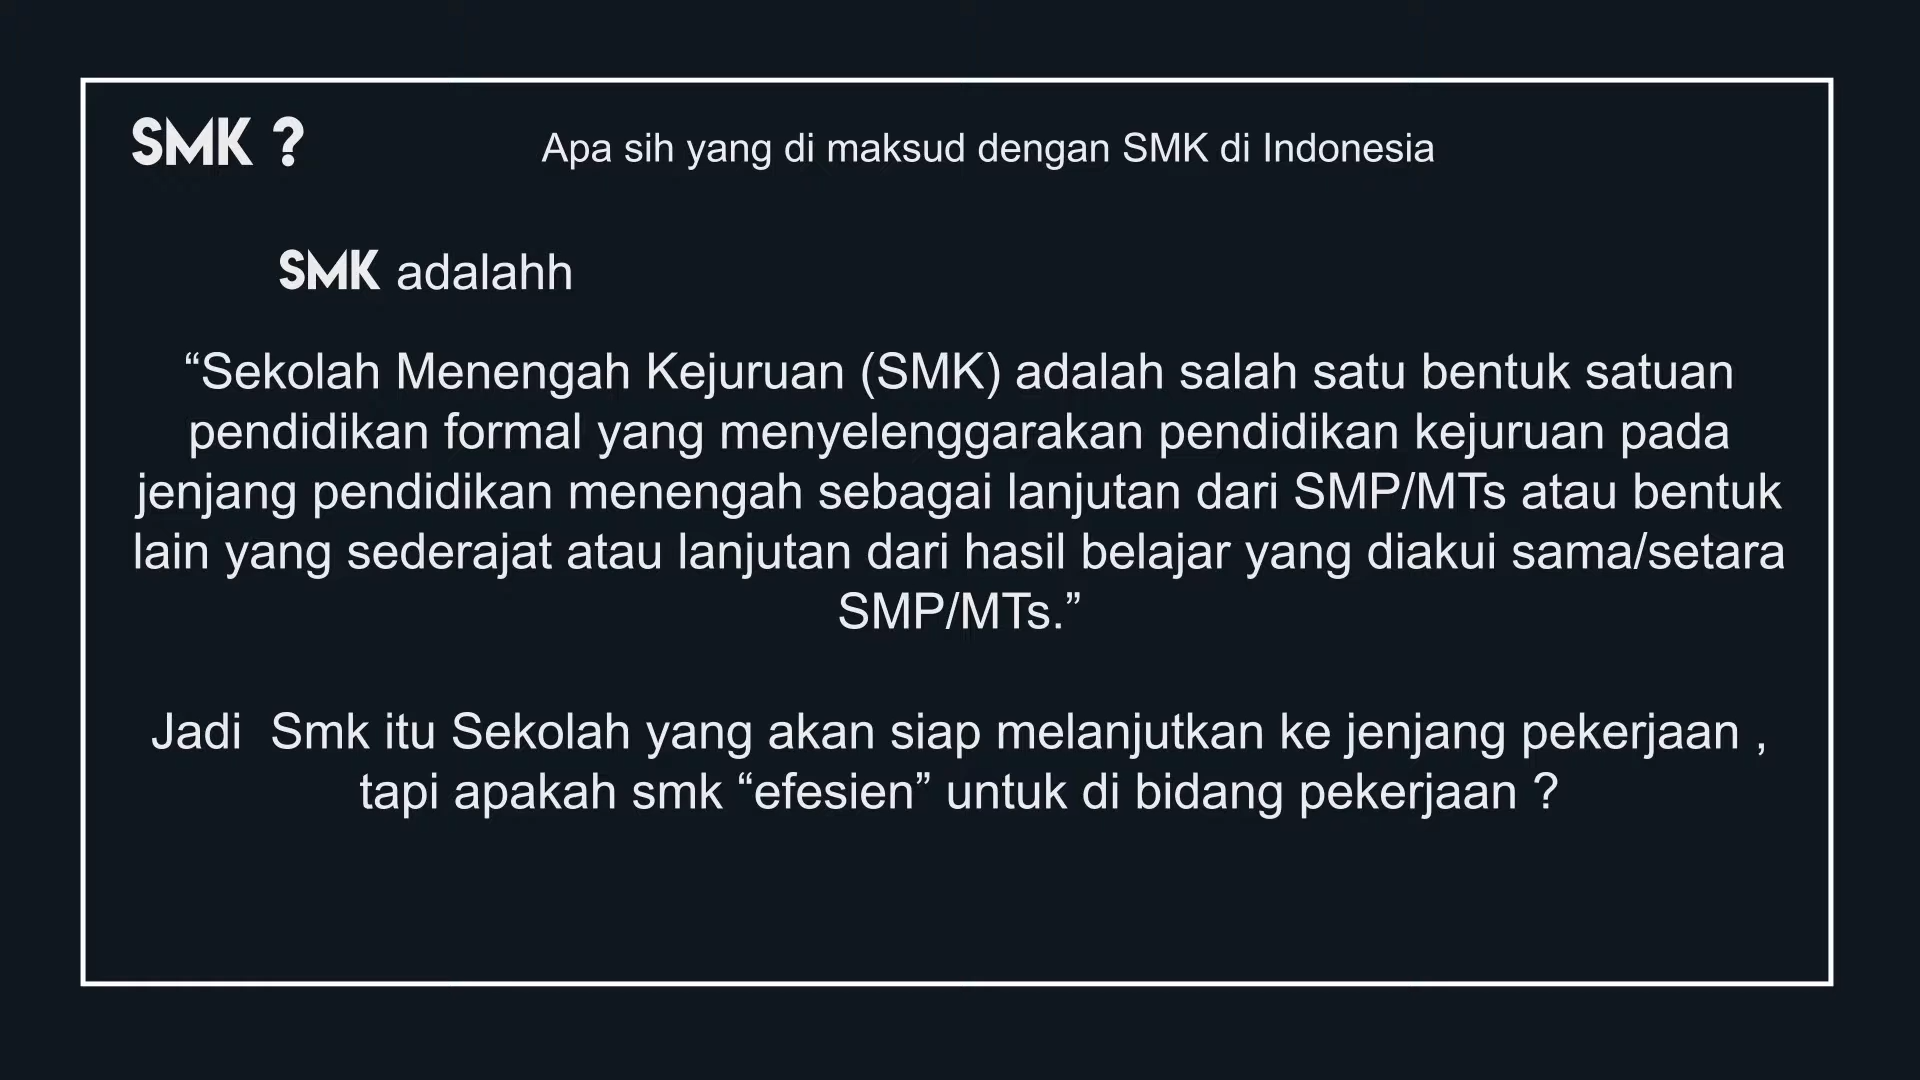 SMK ?
Apa sih yang di maksud dengan SMK di Indonesia
SMK adalahh
“Sekolah Menengah Kejuruan (SMK) adalah salah satu bentuk satuan
pendidikan formal yang menyelenggarakan pendidikan kejuruan pada
jenjang pendidikan menengah sebagai lanjutan dari SMP/MTs atau bentuk
lain yang sederajat atau lanjutan dari hasil belajar yang diakui sama/setara
SMP/MTs.”
Jadi  Smk itu Sekolah yang akan siap melanjutkan ke jenjang pekerjaan ,
tapi apakah smk “efesien” untuk di bidang pekerjaan ?